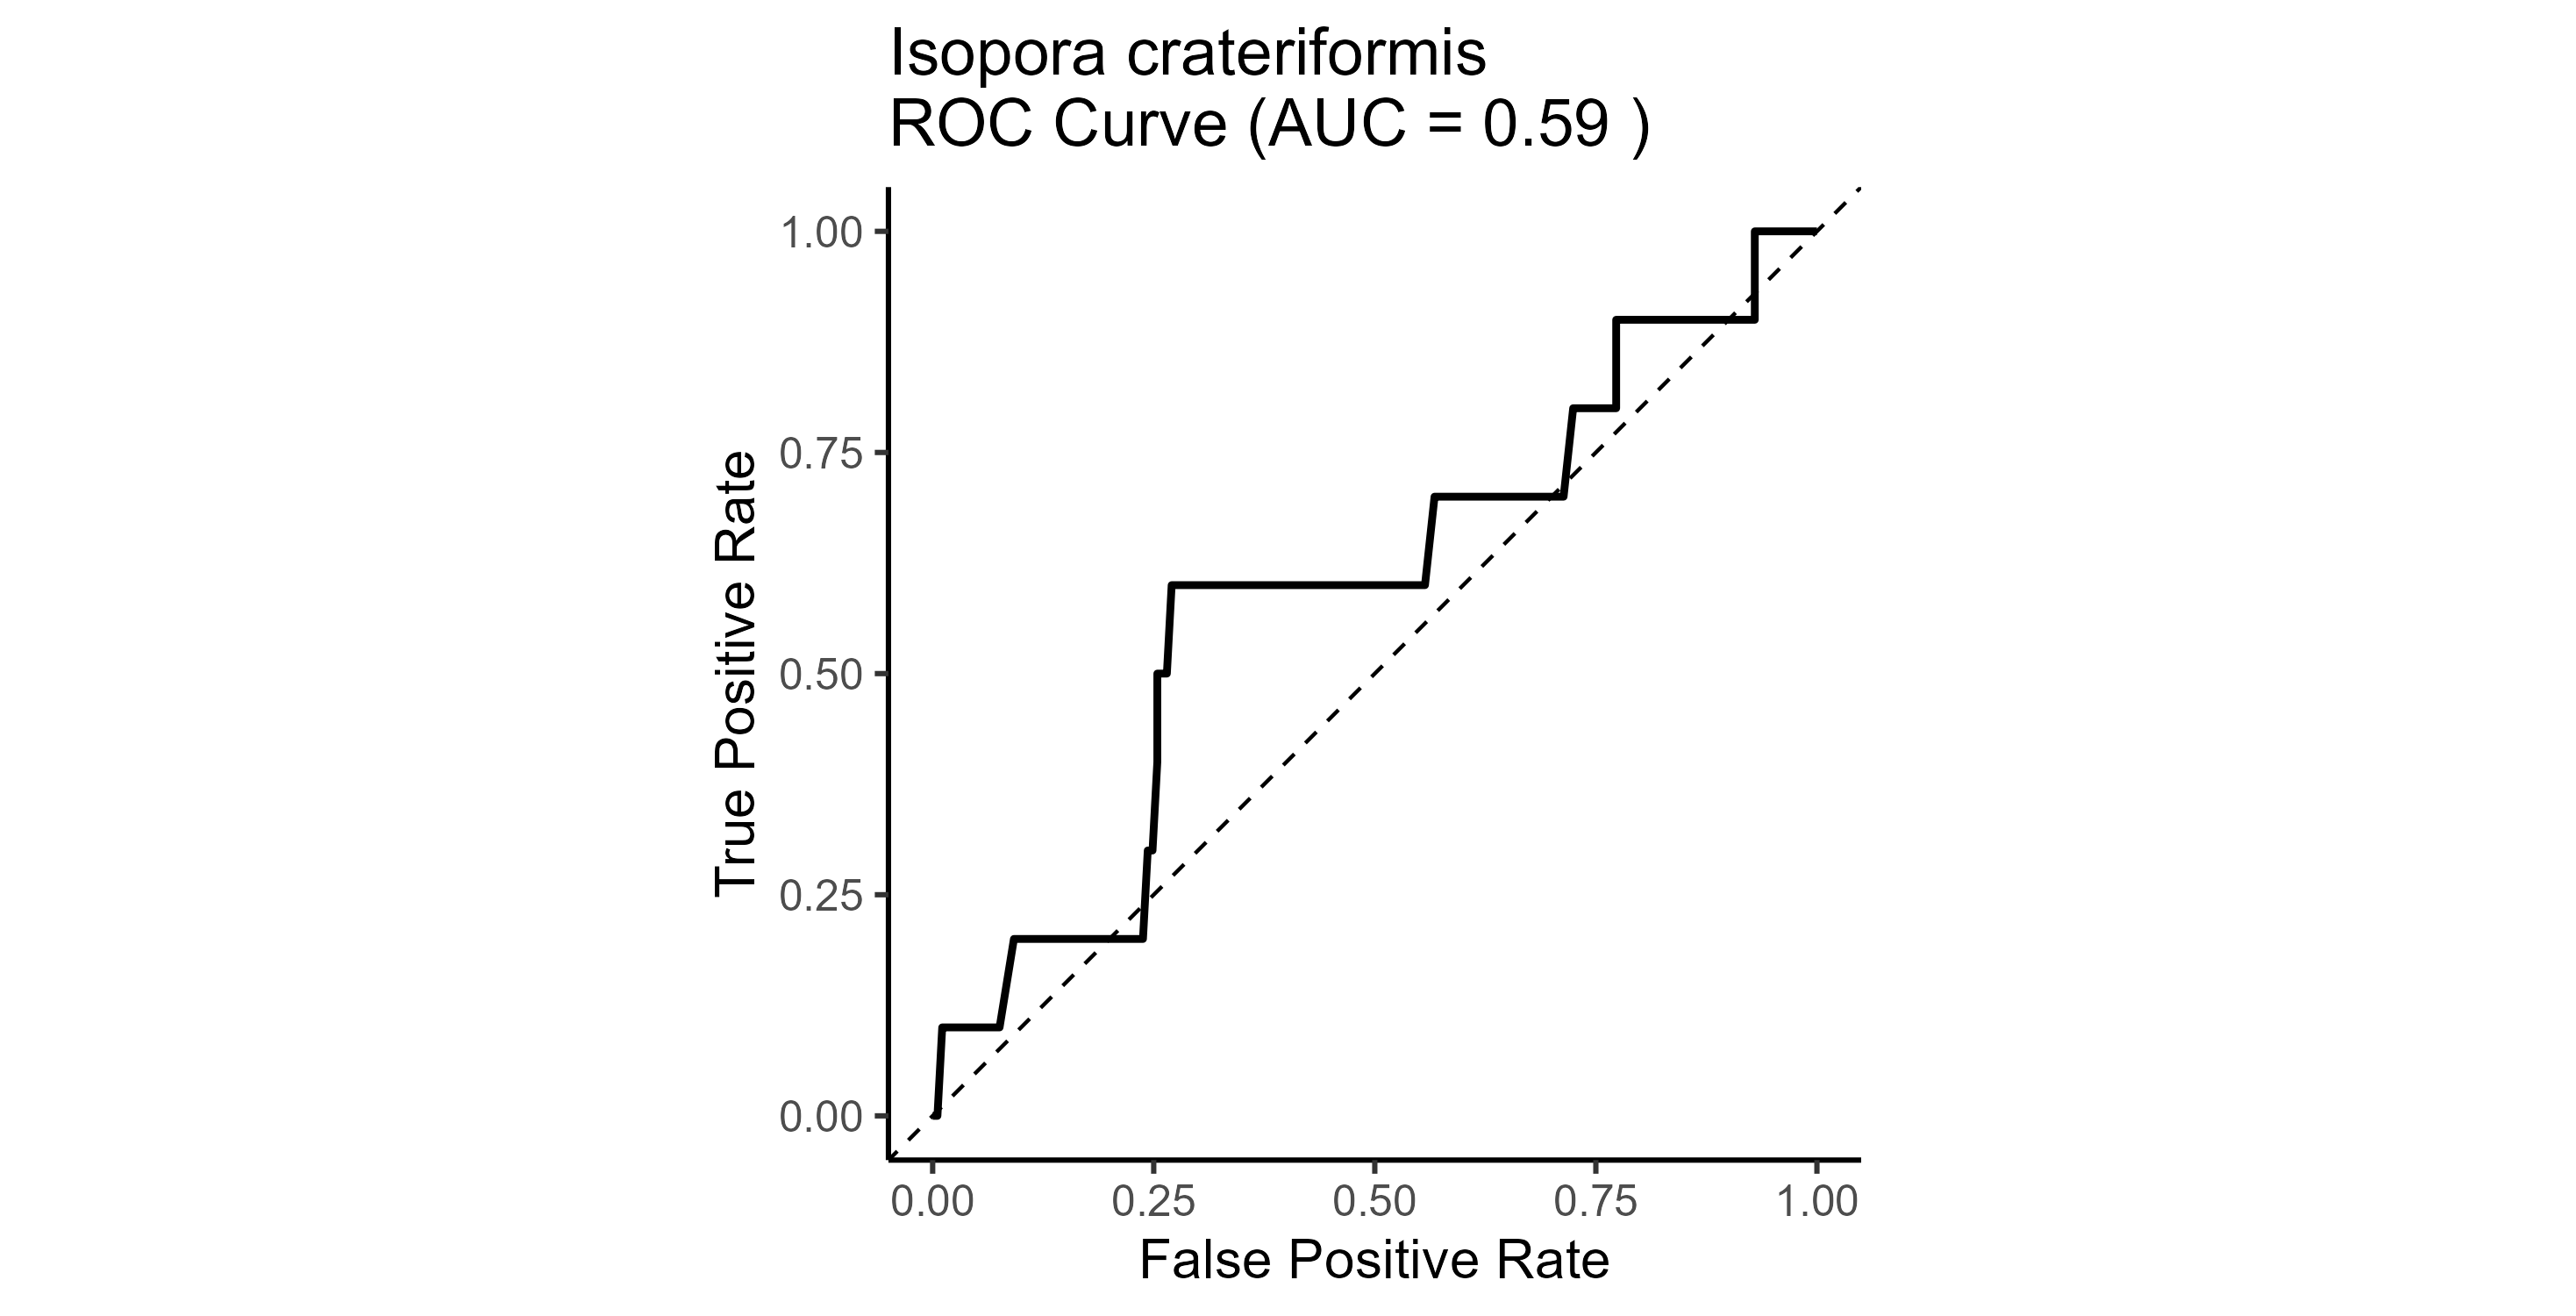 Isopora crateriformis
ROC Curve (AUC = 0.59 )
True Positive Rate
1.00
0.75
0.50
0.25
0.00
0.00 0.25 0.50 0.75 1.00
False Positive Rate